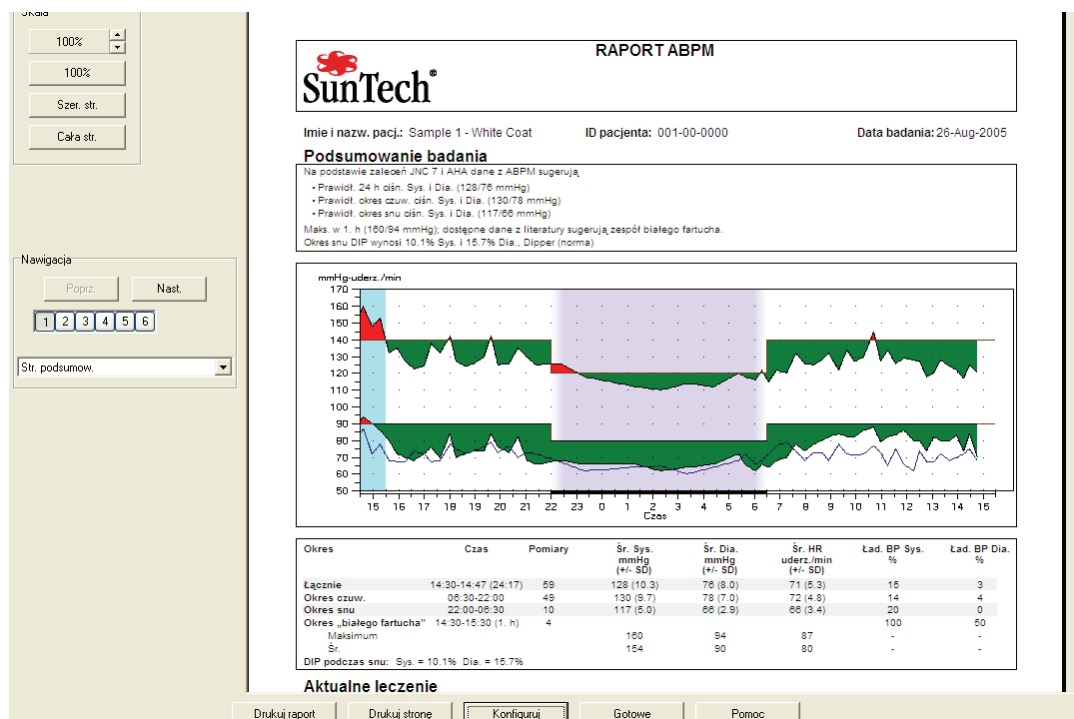 Skala
100%
100%
Szer. str.
Cała str.
Nawigacja
Poprz. Nast.
1 2 3 4 5 6
Str. podsumow.
RAPORT ABPM
SunTech®
Imie i nazw. pacj.: Sample 1 - White Coat ID pacjenta: 001-00-0000 Data badania: 26-Aug-2005
Podsumowanie badania
Na podstawie zaleceń JNC 7 i AHA dane z ABPM sugerują
• Prawidł. 24 h ciśn. Sys. i Dia. (128/76 mmHg)
• Prawidł. okres czuw. ciśn. Sys. i Dia. (130/78 mmHg)
• Prawidł. okres snu ciśn. Sys. i Dia. (117/66 mmHg)
Maks. w 1. h (160/94 mmHg); dostępne dane z literatury sugerują zespół białego fartucha.
Okres snu DIP wynosi 10.1% Sys. i 15.7% Dia., Dipper (norma)
mmHg-uderz./min
170
160
150
140
130
120
110
100
90
80
70
60
50
15 16 17 18 19 20 21 22 23 0 1 2 3 4 5 6 7 8 9 10 11 12 13 14 15
Czas
Okres Czas Pomiary Śr. Sys. Śr. Dia. Śr. HR Ład. BP Sys. Ład. BP Dia.
mmHg mmHg uderz./min % %
(+/- SD) (+/- SD) (+/- SD)
Łącznie 14:30-14:47 (24:17) 59 128 (10.3) 76 (8.0) 71 (5.3) 15 3
Okres czuw. 06:30-22:00 49 130 (9.7) 78 (7.0) 72 (4.8) 14 4
Okres snu 22:00-06:30 10 117 (5.0) 66 (2.9) 66 (3.4) 20 0
Okres „białego fartucha” 14:30-15:30 (1. h) 4 100 50
Maksimum 160 94 87 - -
Śr. 154 90 80 - -
DIP podczas snu: Sys. = 10.1% Dia. = 15.7%
Aktualne leczenie
Drukuj raport Drukuj stronę Konfiguruj Gotowe Pomoc